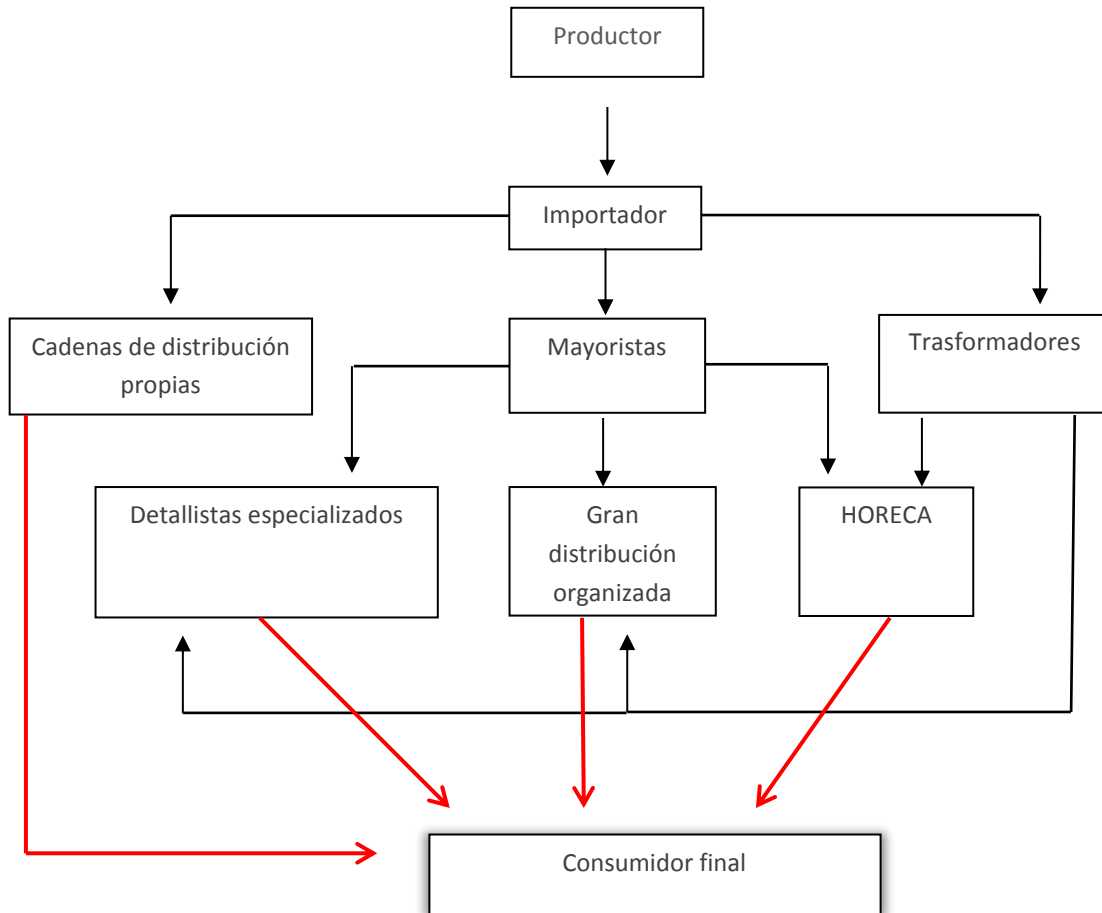 Productor
Importador
Cadenas de distribución
propias
Mayoristas
Trasformadores
Detallistas especializados
Gran
distribución
organizada
HORECA
Consumidor final